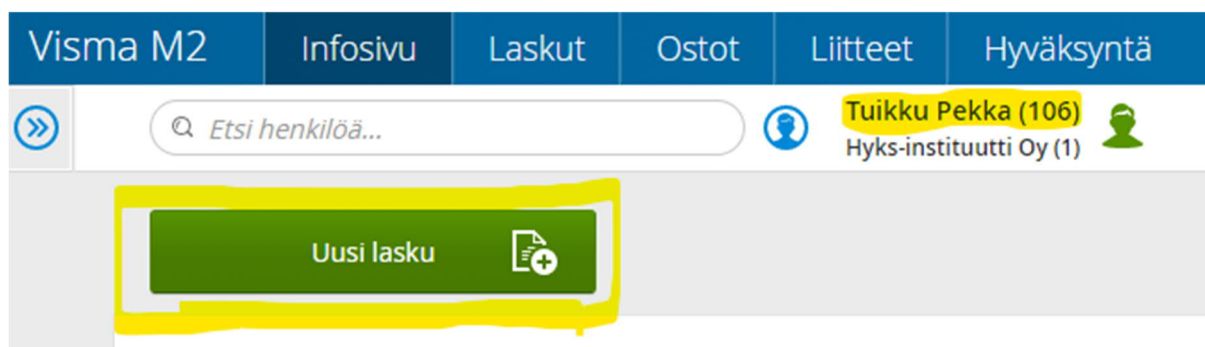 Visma M2 Infosivu Laskut Ostot Liitteet Hyväksyntä
Etsi henkilöä... Tuikku Pekka (106)
Hyks-instituutti Oy (1)
Uusi lasku